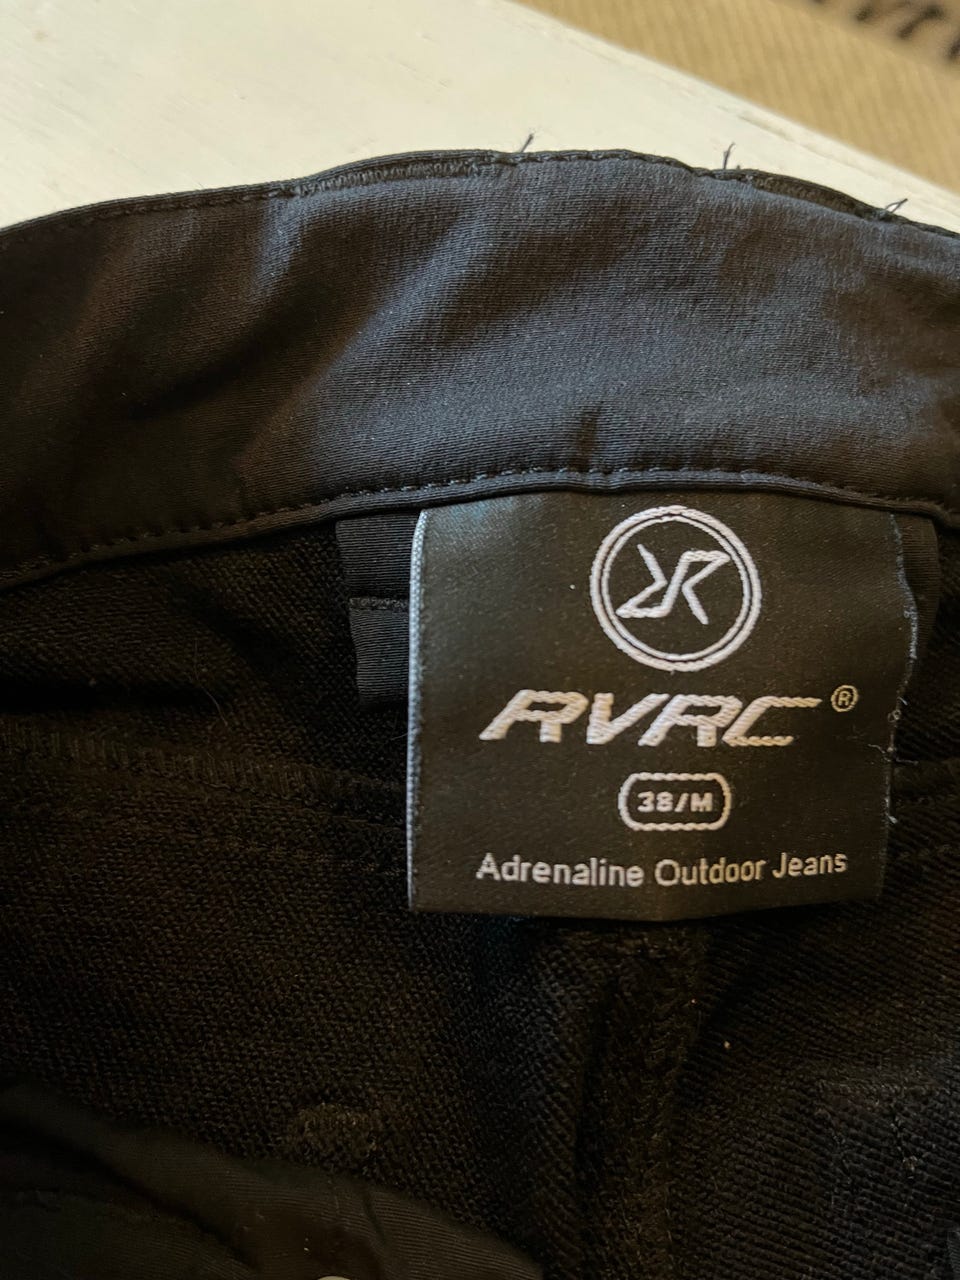 RVRC®
38/M
Adrenaline Outdoor Jeans